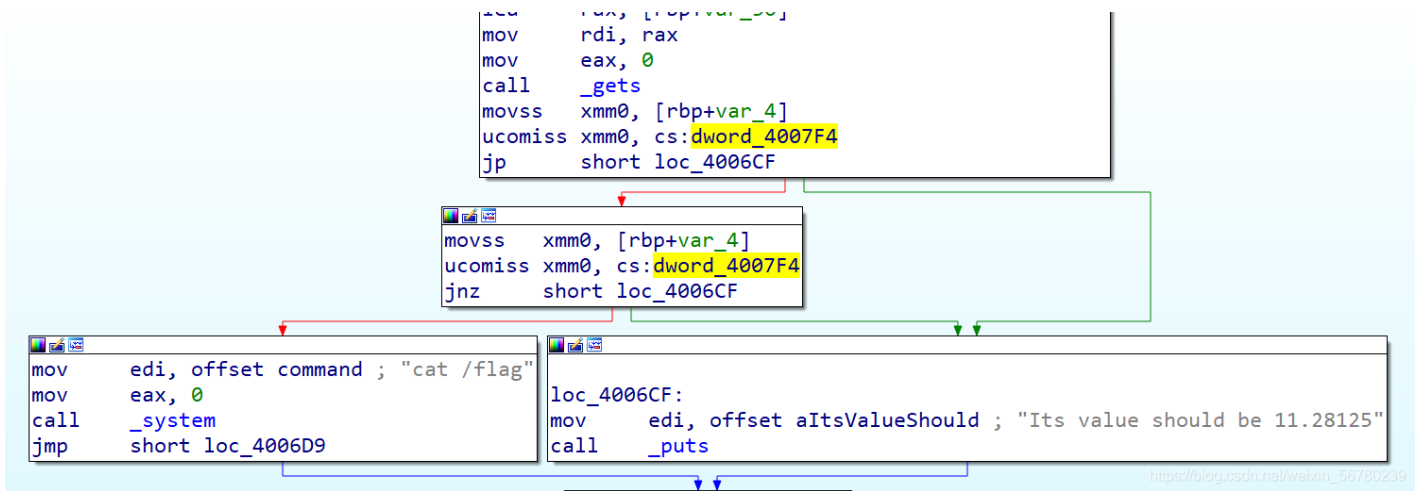 mov rdi, rax
mov eax, 0
call _gets
movss xmm0, [rbp+var_4]
ucomiss xmm0, cs:dword_4007F4
jp short loc_4006CF
movss xmm0, [rbp+var_4]
ucomiss xmm0, cs:dword_4007F4
jnz short loc_4006CF
mov edi, offset command ; "cat /flag"
mov eax, 0
call _system
jmp short loc_4006D9
loc_4006CF:
mov edi, offset aItsValueShould ; "Its value should be 11.28125"
call _puts
https://blog.csdn.net/weixin_56780239